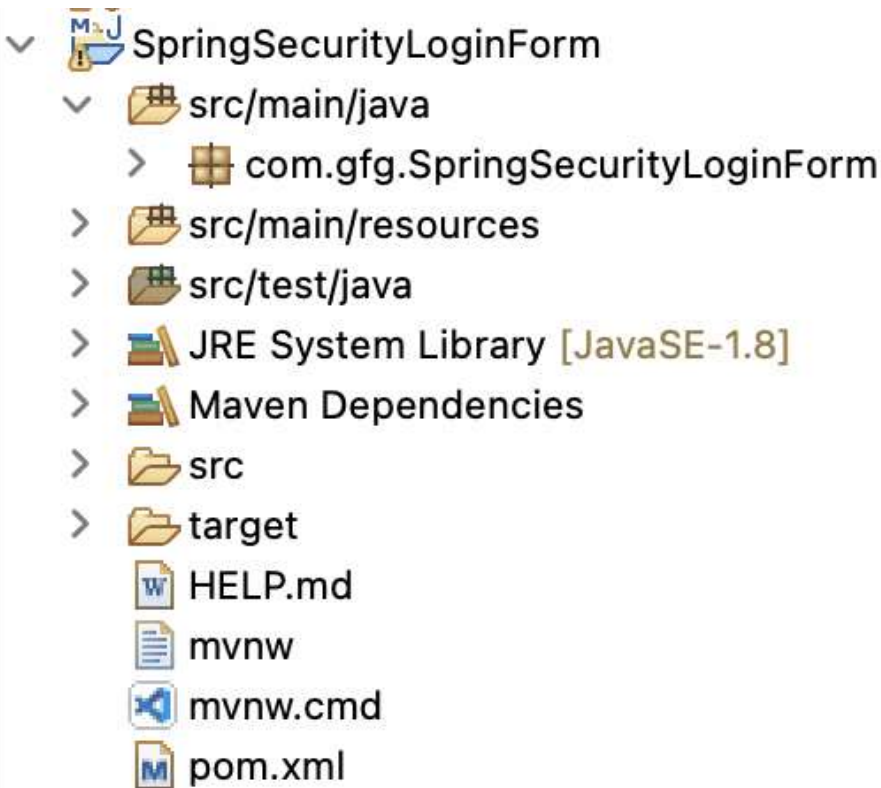 SpringSecurityLoginForm
src/main/java
com.gfg.SpringSecurityLoginForm
src/main/resources
src/test/java
JRE System Library [JavaSE-1.8]
Maven Dependencies
src
target
HELP.md
mvnw
mvnw.cmd
pom.xml